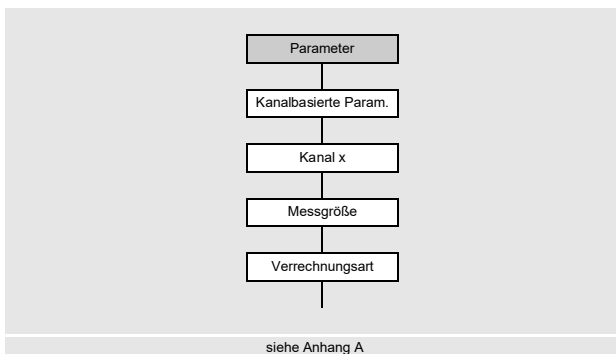 Parameter
Kanalbasierte Param.
Kanal x
Messgröße
Verrechnungsart
siehe Anhang A